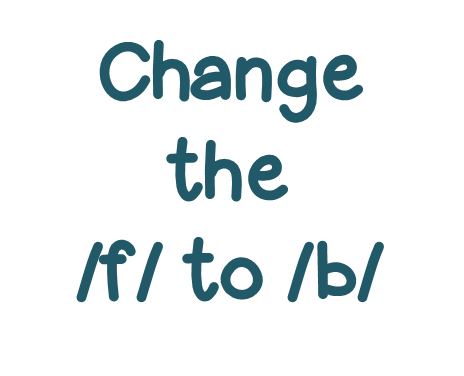 Change
the
/f/ to /b/